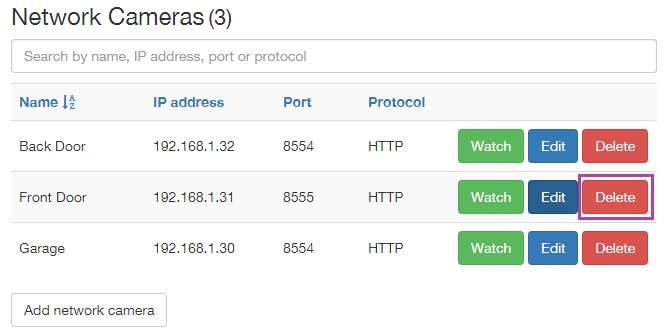 Network Cameras (3)
Search by name, IP address, port or protocol
Name IP address Port Protocol
Back Door 192.168.1.32 8554 HTTP Watch Edit Delete
Front Door 192.168.1.31 8555 HTTP Watch Edit Delete
Garage 192.168.1.30 8554 HTTP Watch Edit Delete
Add network camera